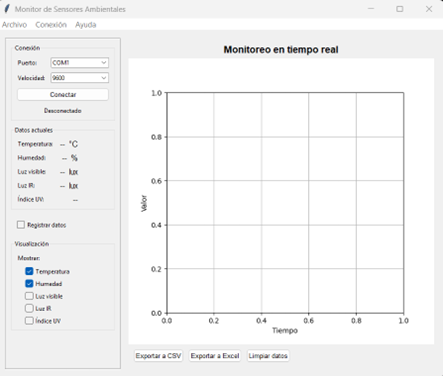 Monitor de Sensores Ambientales
Archivo Conexión Ayuda
Conexión
Puerto: COM1
Velocidad: 9600
Conectar
Desconectado
Datos actuales
Temperatura: -- °C
Humedad: -- %
Luz visible: -- lux
Luz IR: -- lux
Índice UV: --
Registrar datos
Visualización
Mostrar:
Temperatura
Humedad
Luz visible
Luz IR
Índice UV
Monitoreo en tiempo real
1.0
0.8
0.6
0.4
0.2
0.0
Valor
0.0 0.2 0.4 0.6 0.8 1.0
Tiempo
Exportar a CSV Exportar a Excel Limpiar datos